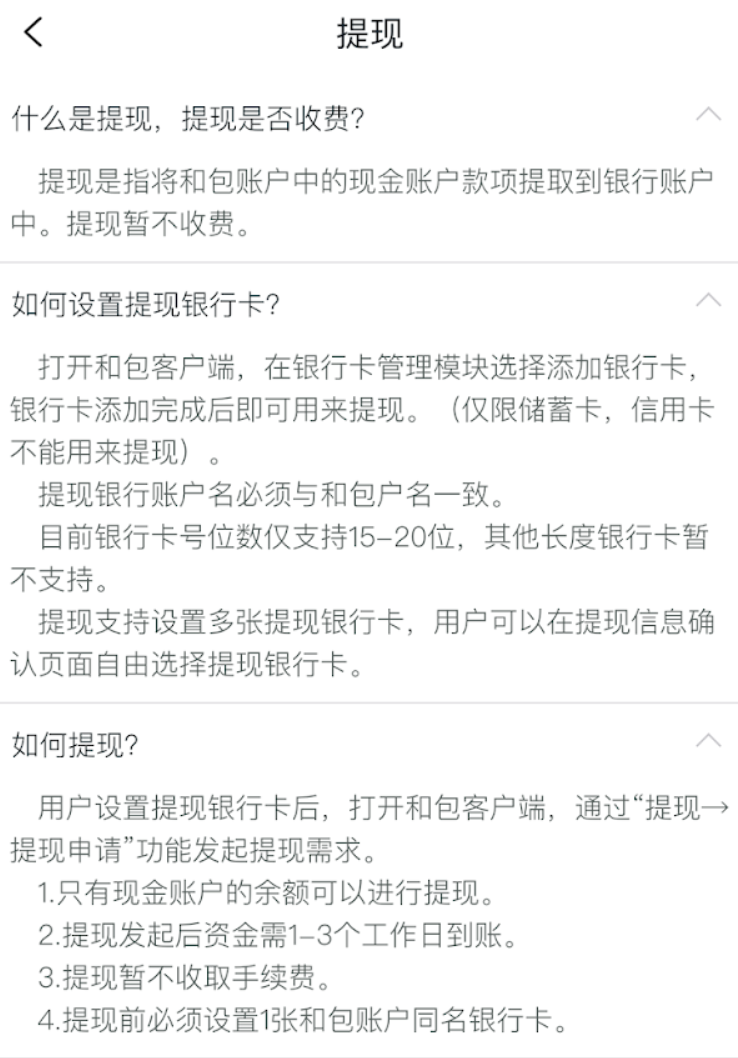 提现
什么是提现，提现是否收费?
提现是指将和包账户中的现金账户款项提取到银行账户
中。提现暂不收费。
如何设置提现银行卡?
打开和包客户端，在银行卡管理模块选择添加银行卡，
银行卡添加完成后即可用来提现。（仅限储蓄卡，信用卡
不能用来提现）。
提现银行账户名必须与和包户名一致。
目前银行卡号位数仅支持15–20位，其他长度银行卡暂
不支持。
提现支持设置多张提现银行卡，用户可以在提现信息确
认页面自由选择提现银行卡。
如何提现?
用户设置提现银行卡后，打开和包客户端，通过“提现→
提现申请”功能发起提现需求。
1.只有现金账户的余额可以进行提现。
2.提现发起后资金需1–3个工作日到账。
3.提现暂不收取手续费。
4.提现前必须设置1张和包账户同名银行卡。